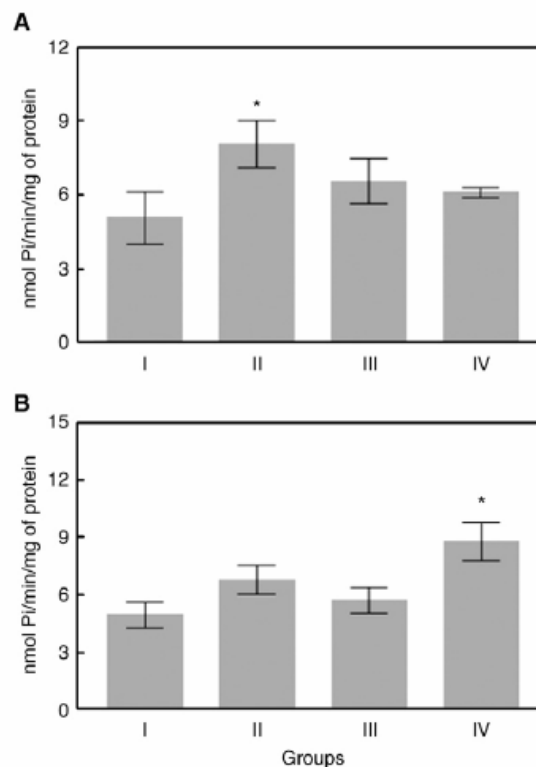 A
12
9
6
3
0
nmol Pi/min/mg of protein
*
I II III IV
B
15
12
9
6
3
0
nmol Pi/min/mg of protein
*
I II III IV
Groups